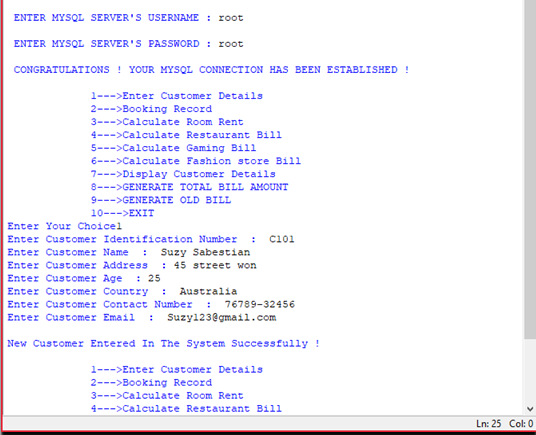 ENTER MYSQL SERVER'S USERNAME : root
ENTER MYSQL SERVER'S PASSWORD : root
CONGRATULATIONS ! YOUR MYSQL CONNECTION HAS BEEN ESTABLISHED !
1--->Enter Customer Details
2--->Booking Record
3--->Calculate Room Rent
4--->Calculate Restaurant Bill
5--->Calculate Gaming Bill
6--->Calculate Fashion store Bill
7--->Display Customer Details
8--->GENERATE TOTAL BILL AMOUNT
9--->GENERATE OLD BILL
10--->EXIT
Enter Your Choice1
Enter Customer Identification Number : C101
Enter Customer Name : Suzy Sabestian
Enter Customer Address : 45 street won
Enter Customer Age : 25
Enter Customer Country : Australia
Enter Customer Contact Number : 76789-32456
Enter Customer Email : Suzy123@gmail.com
New Customer Entered In The System Successfully !
1--->Enter Customer Details
2--->Booking Record
3--->Calculate Room Rent
4--->Calculate Restaurant Bill
Ln: 25 Col: 0